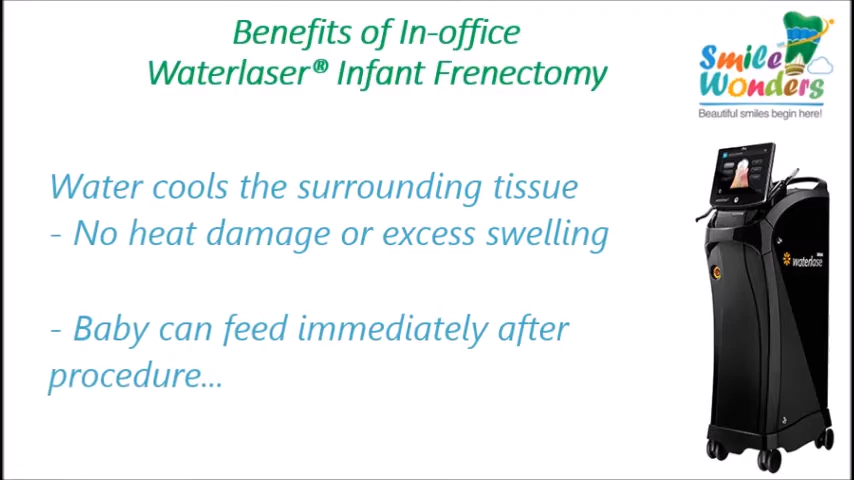 Benefits of In-office
Waterlaser® Infant Frenectomy
Smile
Wonders
Beautiful smiles begin here!
Water cools the surrounding tissue
- No heat damage or excess swelling
waterlase
- Baby can feed immediately after
procedure...